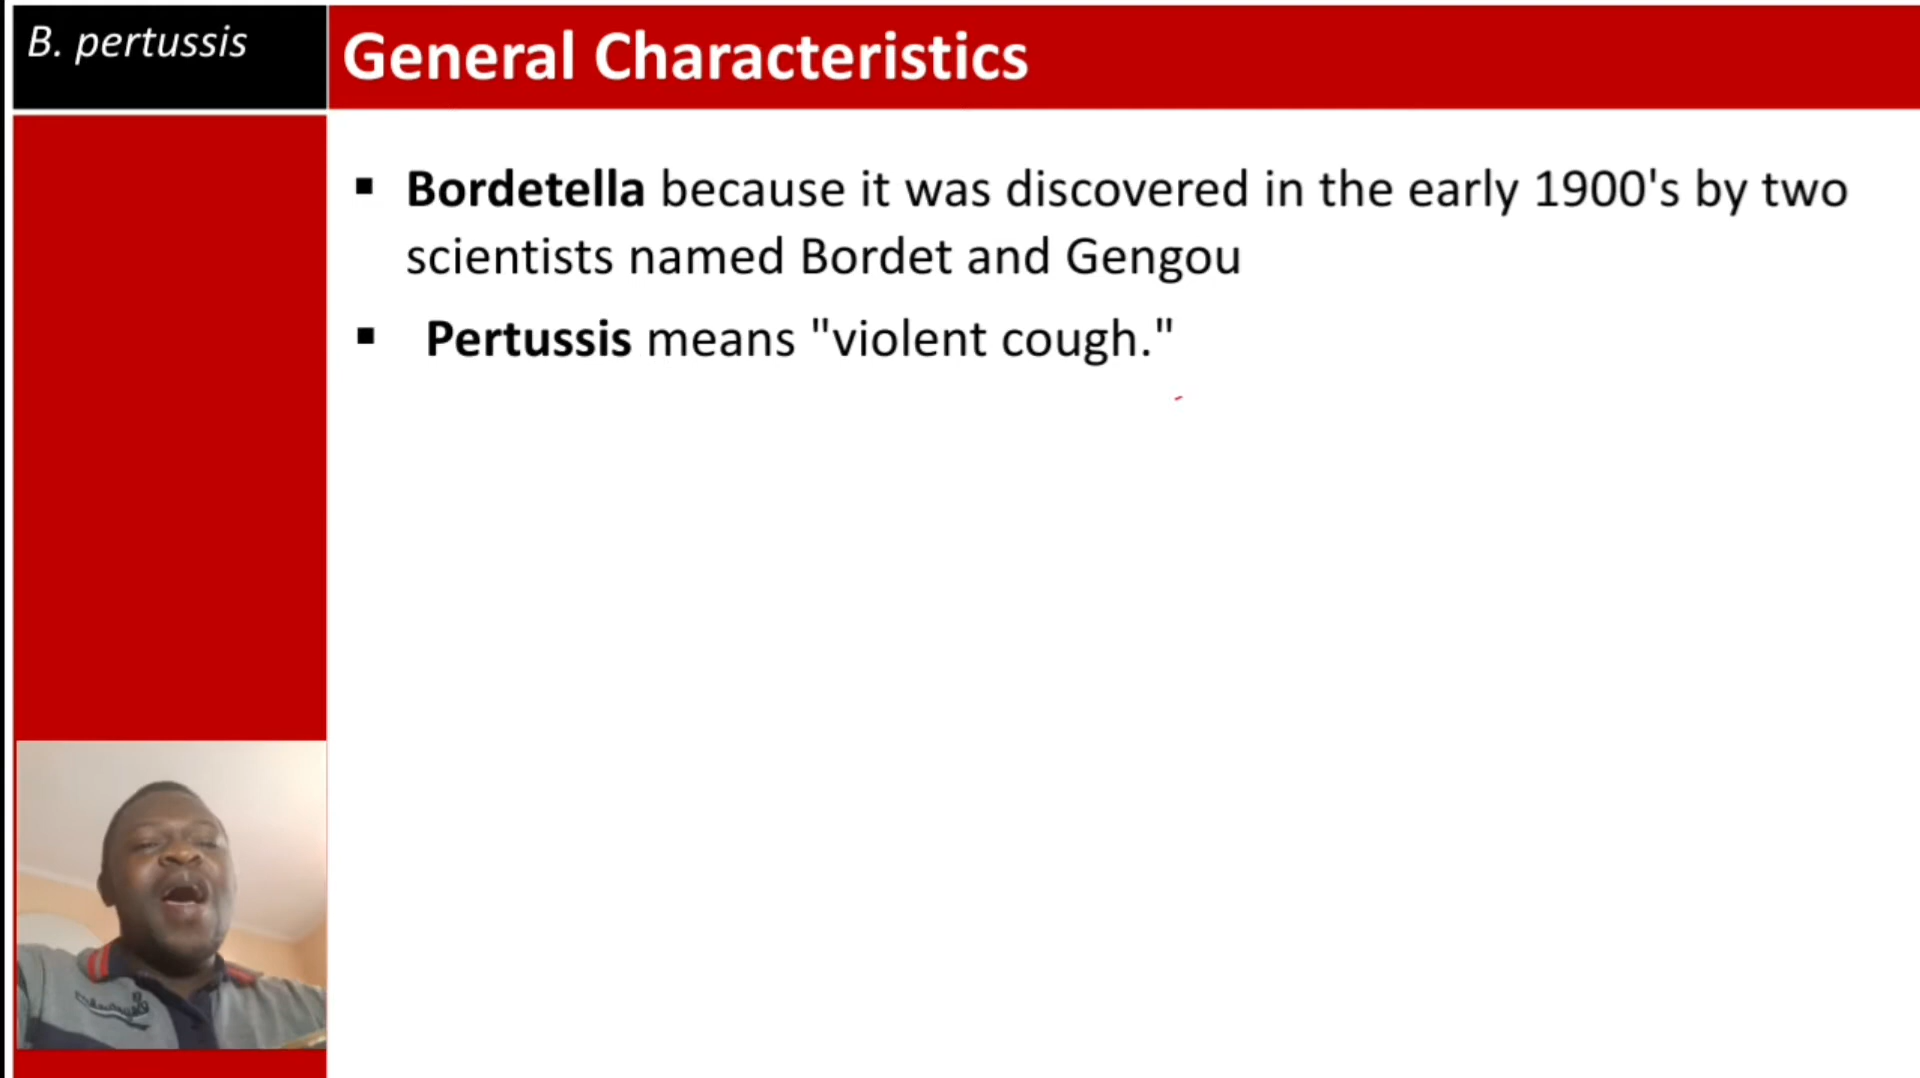 B. pertussis
General Characteristics
▪ Bordetella because it was discovered in the early 1900's by two
scientists named Bordet and Gengou
▪ Pertussis means "violent cough."